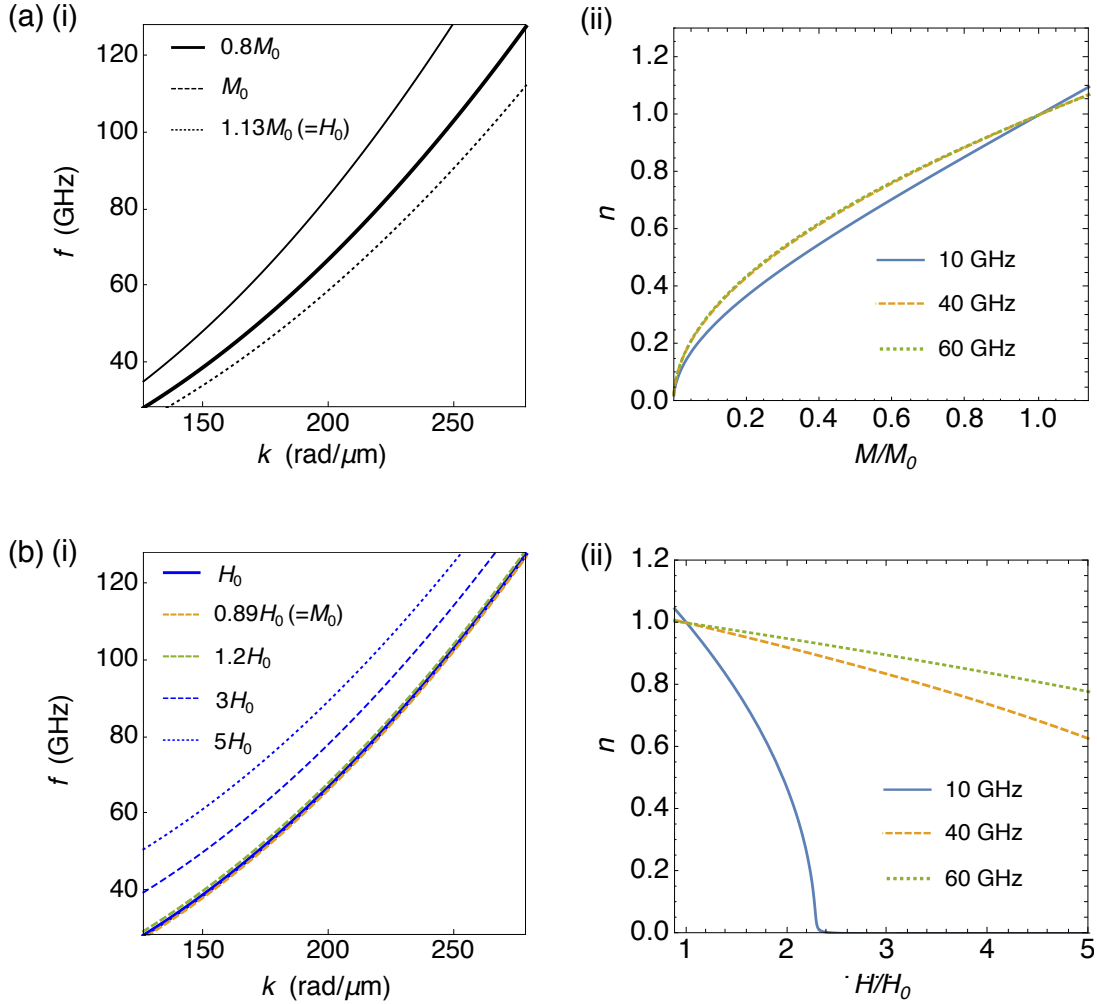 (a) (i)
0.8M₀
M₀
1.13M₀ (=H₀)
120
100
80
60
40
150 200 250
f (GHz)
k (rad/µm)
(ii)
1.2
1.0
0.8
0.6
0.4
0.2
0.0
0.2 0.4 0.6 0.8 1.0
n
M/M₀
10 GHz
40 GHz
60 GHz
(b) (i)
H₀
0.89H₀ (=M₀)
1.2H₀
3H₀
5H₀
120
100
80
60
40
150 200 250
f (GHz)
k (rad/µm)
(ii)
1.2
1.0
0.8
0.6
0.4
0.2
0.0
1 2 3 4 5
n
H/H₀
10 GHz
40 GHz
60 GHz